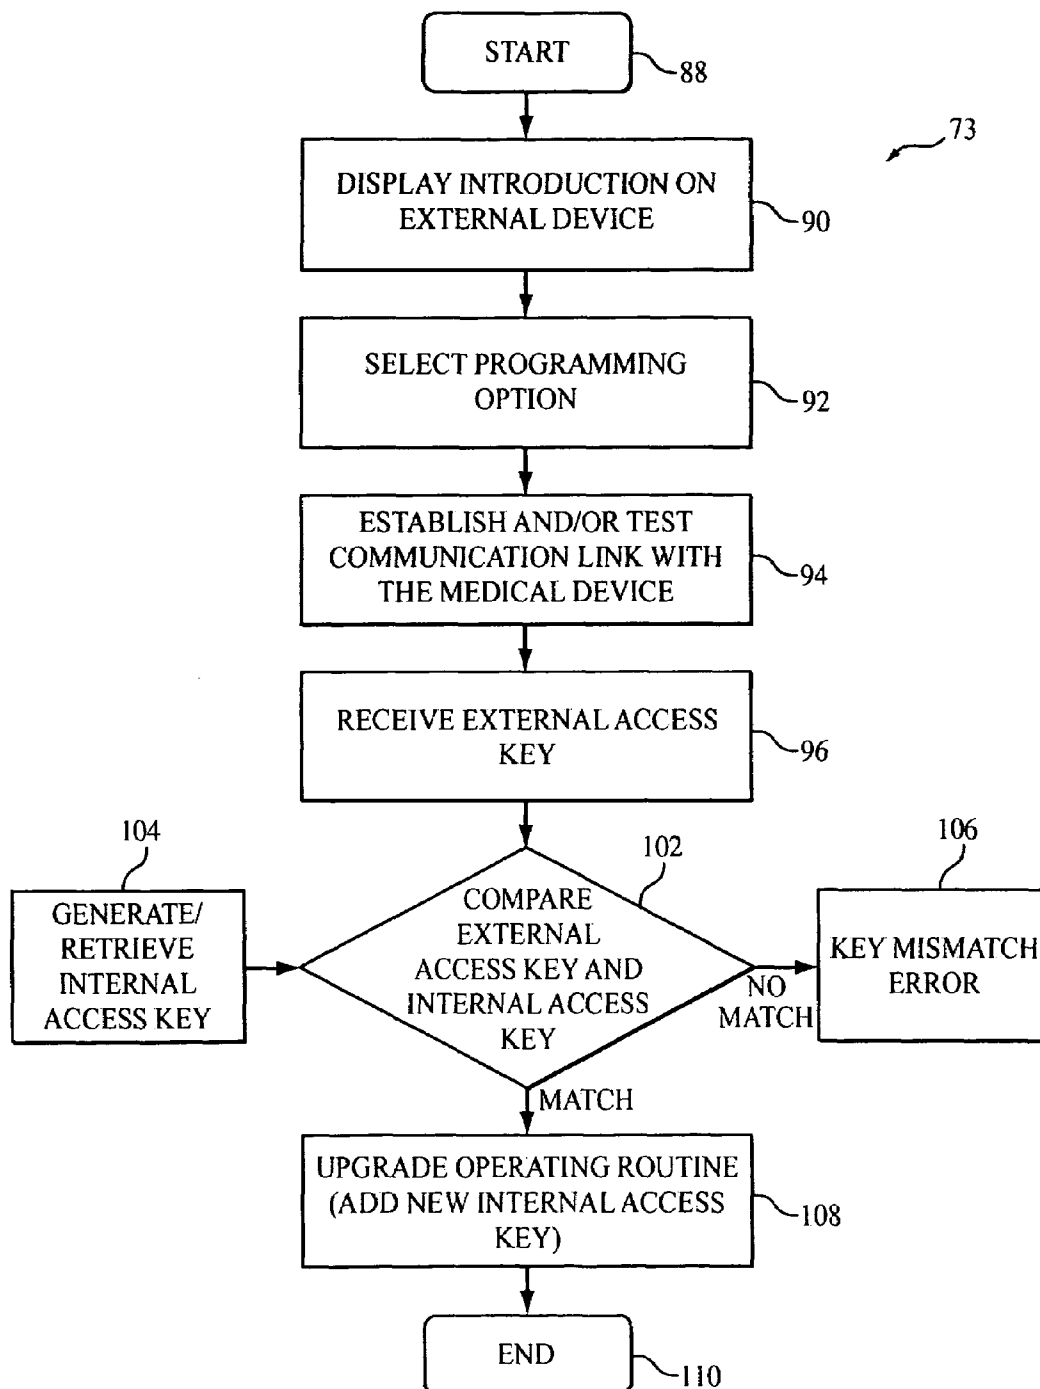 START
88
73
DISPLAY INTRODUCTION ON
EXTERNAL DEVICE
90
SELECT PROGRAMMING
OPTION
92
ESTABLISH AND/OR TEST
COMMUNICATION LINK WITH
THE MEDICAL DEVICE
94
RECEIVE EXTERNAL ACCESS
KEY
96
104
GENERATE/
RETRIEVE
INTERNAL
ACCESS KEY
102
COMPARE
EXTERNAL
ACCESS KEY AND
INTERNAL ACCESS
KEY
106
KEY MISMATCH
ERROR
NO
MATCH
MATCH
UPGRADE OPERATING ROUTINE
(ADD NEW INTERNAL ACCESS
KEY)
108
END
110